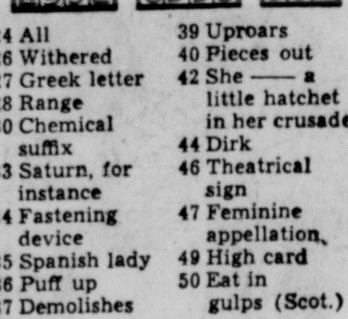 4 All
6 Withered
7 Greek letter
8 Range
0 Chemical
suffix
3 Saturn, for
instance
4 Fastening
device
5 Spanish lady
6 Puff up
7 Demolishes
39 Uproars
40 Pieces out
42 She —— a
little hatchet
in her crusade
44 Dirk
46 Theatrical
sign
47 Feminine
appellation
49 High card
50 Eat in
gulps (Scot.)